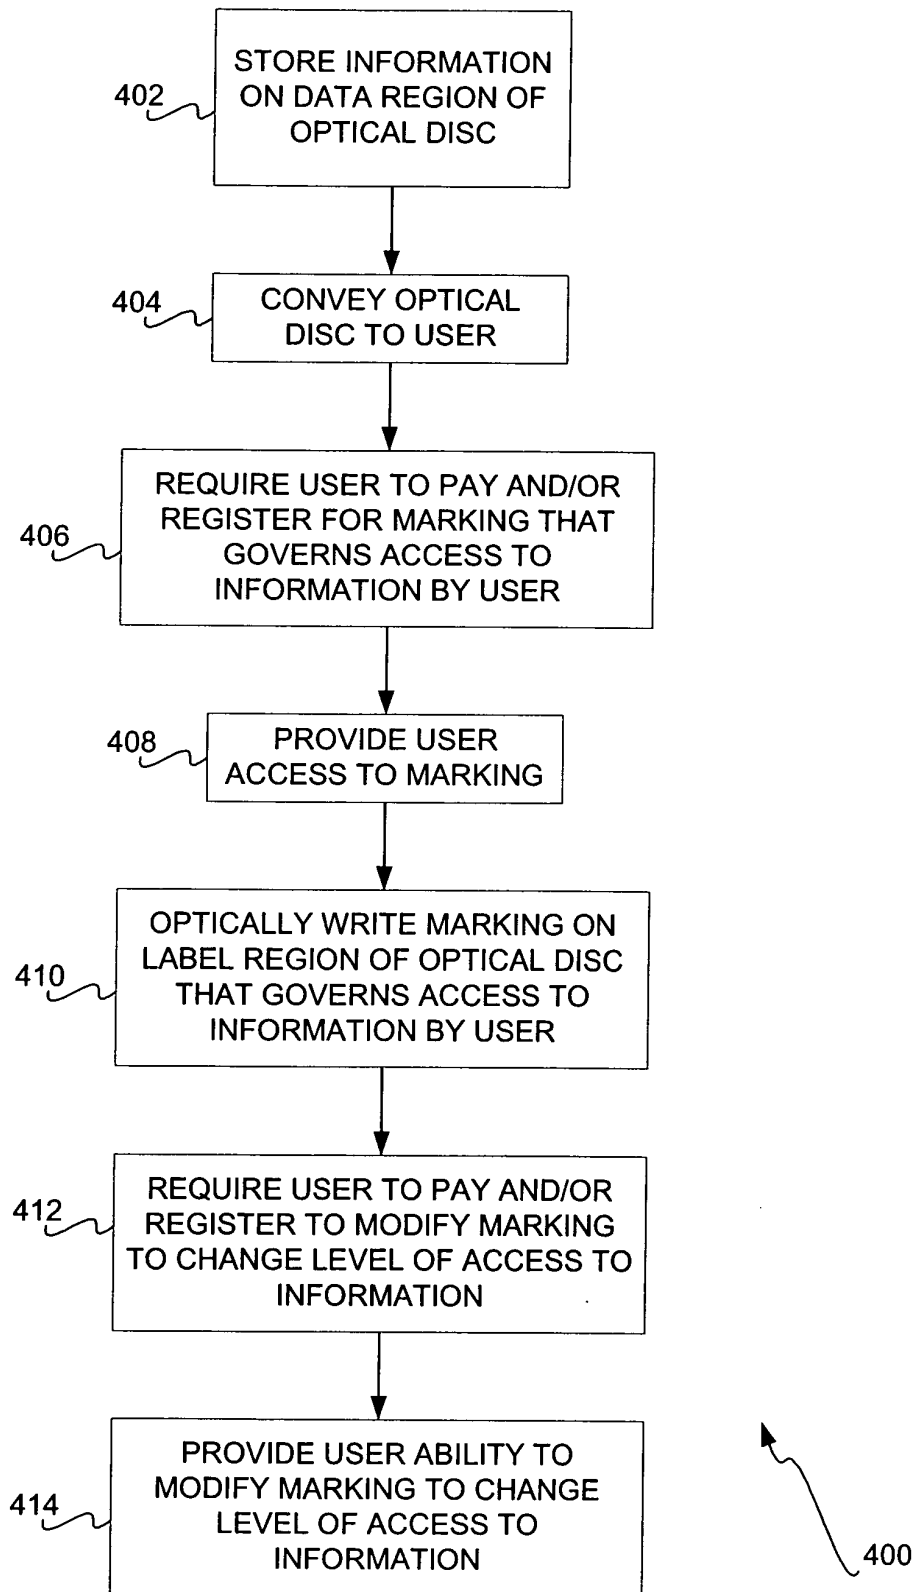 STORE INFORMATION
ON DATA REGION OF
OPTICAL DISC
402
CONVEY OPTICAL
DISC TO USER
404
REQUIRE USER TO PAY AND/OR
REGISTER FOR MARKING THAT
GOVERNS ACCESS TO
INFORMATION BY USER
406
PROVIDE USER
ACCESS TO MARKING
408
OPTICALLY WRITE MARKING ON
LABEL REGION OF OPTICAL DISC
THAT GOVERNS ACCESS TO
INFORMATION BY USER
410
REQUIRE USER TO PAY AND/OR
REGISTER TO MODIFY MARKING
TO CHANGE LEVEL OF ACCESS TO
INFORMATION
412
PROVIDE USER ABILITY TO
MODIFY MARKING TO CHANGE
LEVEL OF ACCESS TO
INFORMATION
414
400